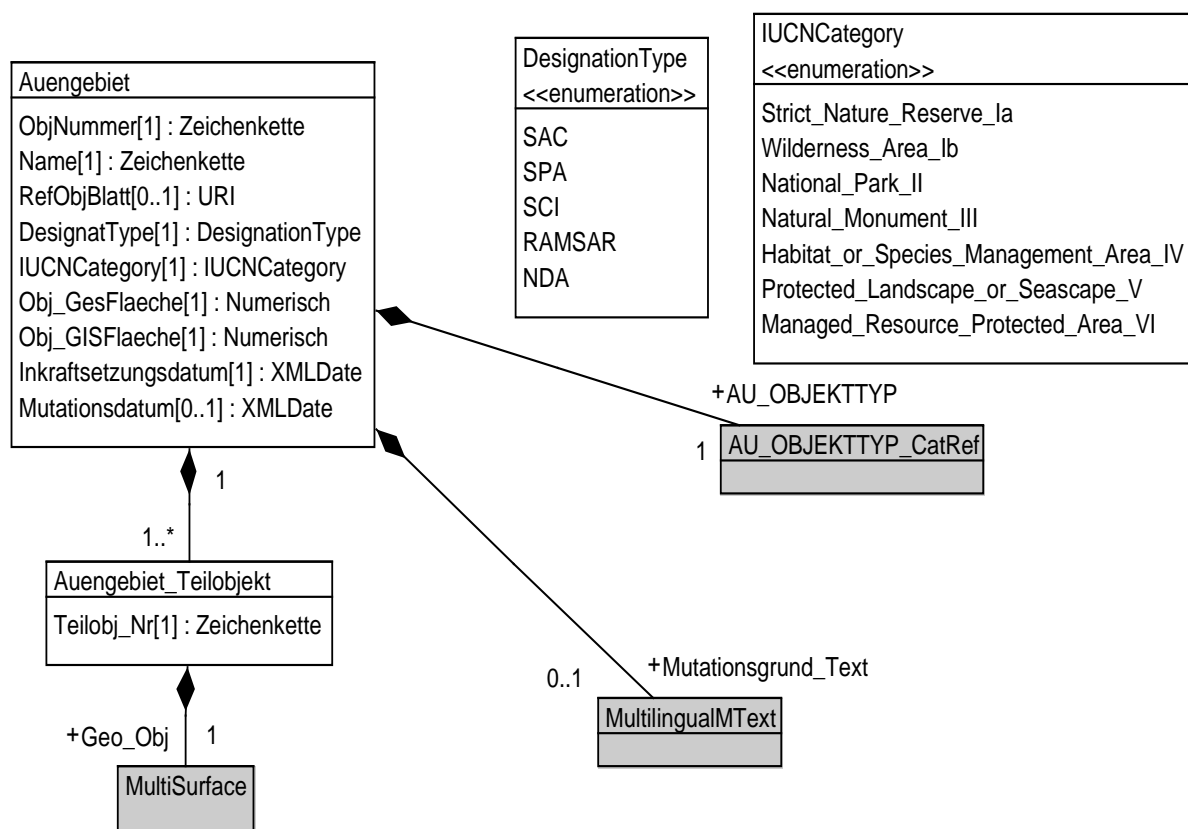 Auengebiet
ObjNummer[1] : Zeichenkette
Name[1] : Zeichenkette
RefObjBlatt[0..1] : URI
DesignatType[1] : DesignationType
IUCNCategory[1] : IUCNCategory
Obj_GesFlaeche[1] : Numerisch
Obj_GISFlaeche[1] : Numerisch
Inkraftsetzungsdatum[1] : XMLDate
Mutationsdatum[0..1] : XMLDate
DesignationType
<<enumeration>>
SAC
SPA
SCI
RAMSAR
NDA
IUCNCategory
<<enumeration>>
Strict_Nature_Reserve_Ia
Wilderness_Area_Ib
National_Park_II
Natural_Monument_III
Habitat_or_Species_Management_Area_IV
Protected_Landscape_or_Seascape_V
Managed_Resource_Protected_Area_VI
+AU_OBJEKTTYP
1
AU_OBJEKTTYP_CatRef
1
1..*
Auengebiet_Teilobjekt
Teilobj_Nr[1] : Zeichenkette
+Mutationsgrund_Text
0..1
MultilingualMText
+Geo_Obj
1
MultiSurface